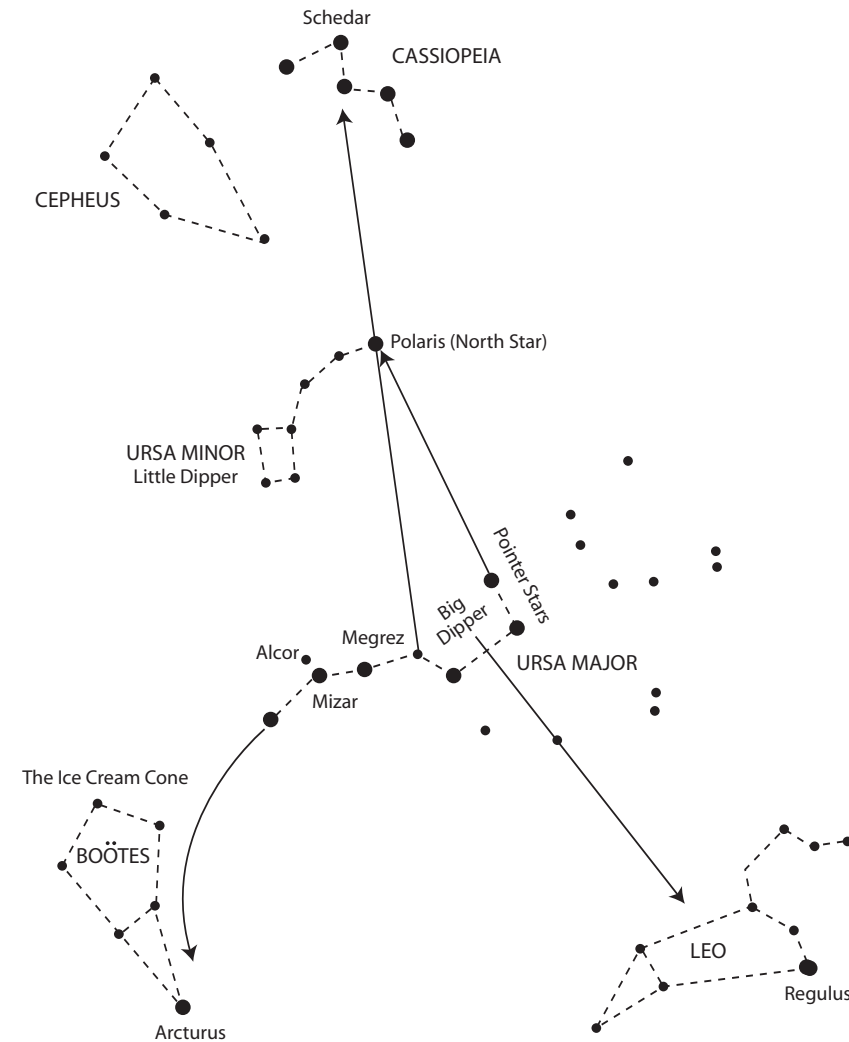 Schedar
CASSIOPEIA
CEPHEUS
Polaris (North Star)
URSA MINOR
Little Dipper
Pointer Stars
Big
Dipper
Megrez
Alcor
URSA MAJOR
Mizar
The Ice Cream Cone
BOÖTES
LEO
Regulus
Arcturus